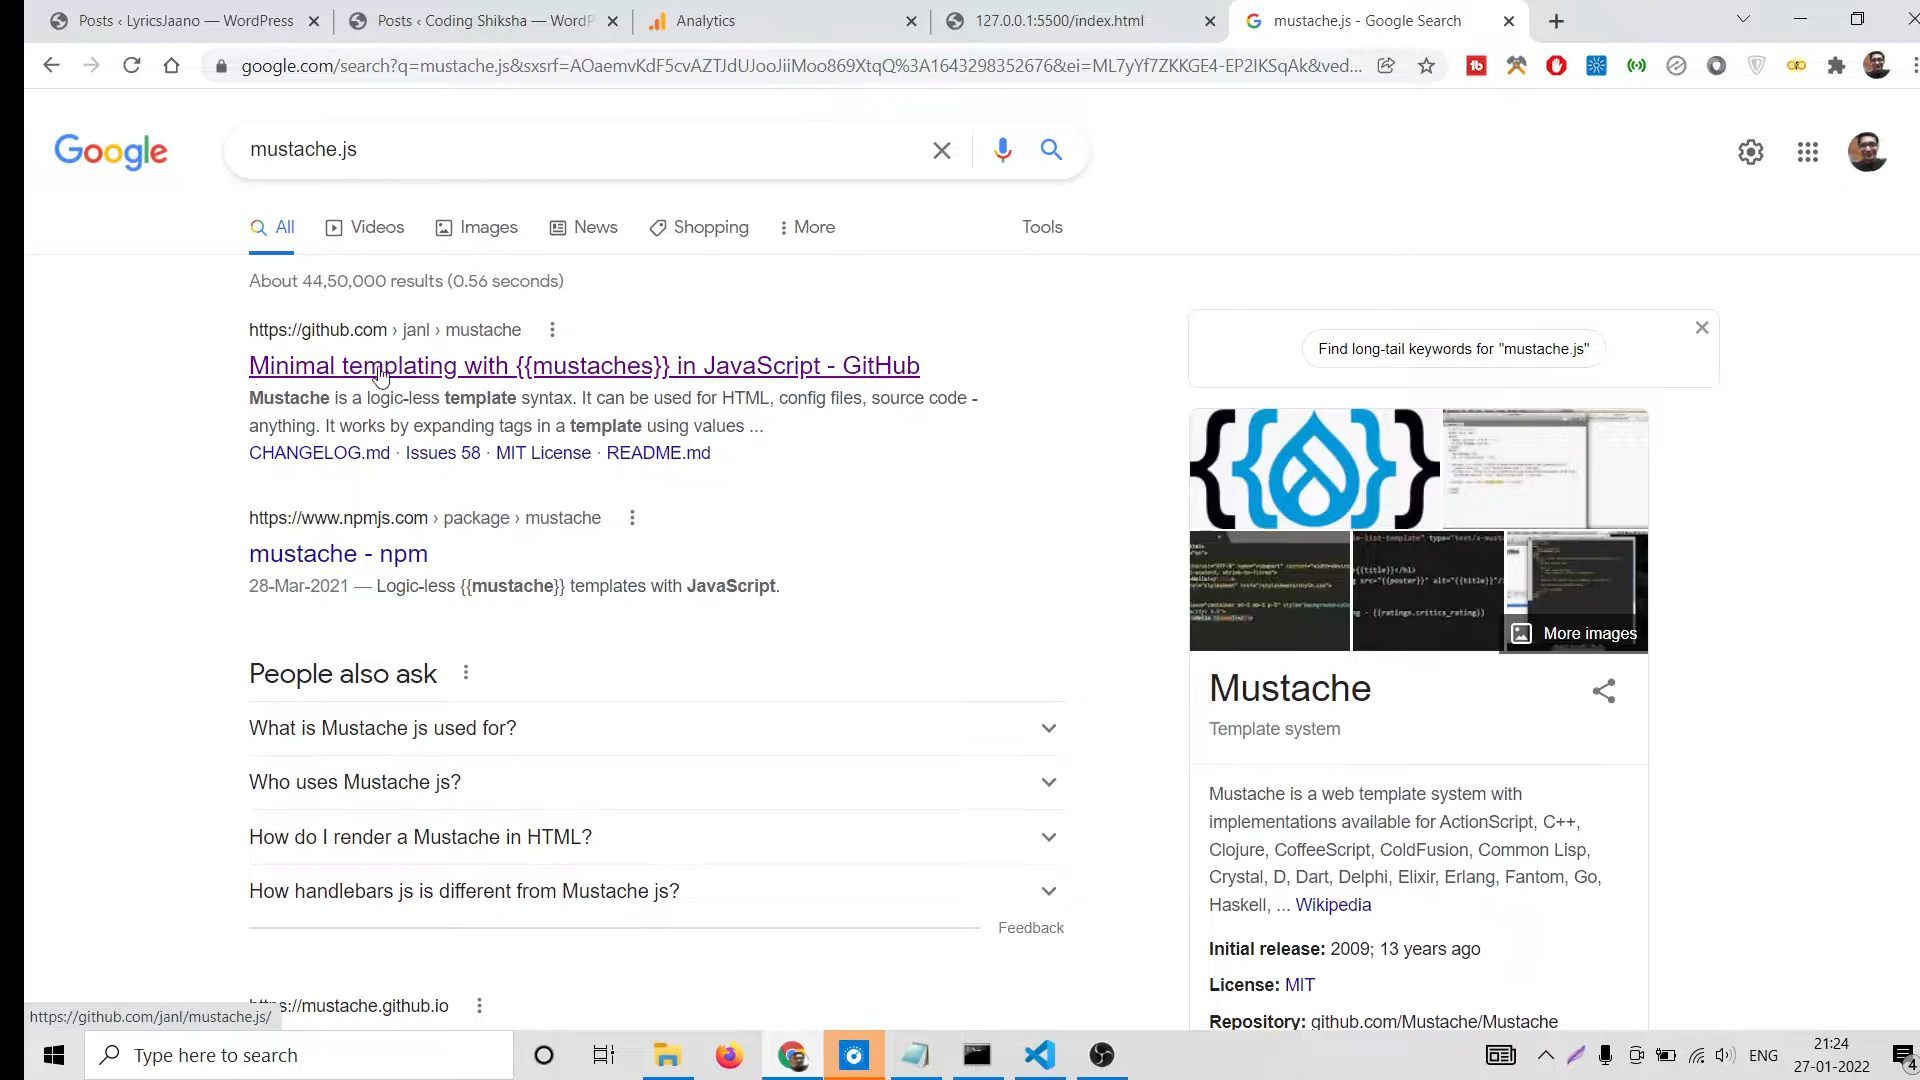 Posts ‹ LyricsJaano — WordPress
Posts ‹ Coding Shiksha — WordP
Analytics
127.0.0.1:5500/index.html
mustache.js - Google Search
google.com/search?q=mustache.js&sxsrf=AOaemvKdF5cvAZTJdUJooJiiMoo869XtqQ%3A1643298352676&ei=ML7yYf7ZKKGE4-EP2IKSqAk&ved...
Google
mustache.js
All
Videos
Images
News
Shopping
More
Tools
About 44,50,000 results (0.56 seconds)
https://github.com › janl › mustache
Minimal templating with {{mustaches}} in JavaScript - GitHub
Mustache is a logic-less template syntax. It can be used for HTML, config files, source code -
anything. It works by expanding tags in a template using values ...
CHANGELOG.md · Issues 58 · MIT License · README.md
https://www.npmjs.com › package › mustache
mustache - npm
28-Mar-2021 — Logic-less {{mustache}} templates with JavaScript.
People also ask
What is Mustache js used for?
Who uses Mustache js?
How do I render a Mustache in HTML?
How handlebars js is different from Mustache js?
Feedback
https://mustache.github.io
https://github.com/janl/mustache.js/
Find long-tail keywords for "mustache.js"
{{title}}</h1>
{{ratings.critics_rating}}
More images
Mustache
Template system
Mustache is a web template system with
implementations available for ActionScript, C++,
Clojure, CoffeeScript, ColdFusion, Common Lisp,
Crystal, D, Dart, Delphi, Elixir, Erlang, Fantom, Go,
Haskell, ... Wikipedia
Initial release: 2009; 13 years ago
License: MIT
Repository: github.com/Mustache/Mustache
Type here to search
ENG
21:24
27-01-2022
4